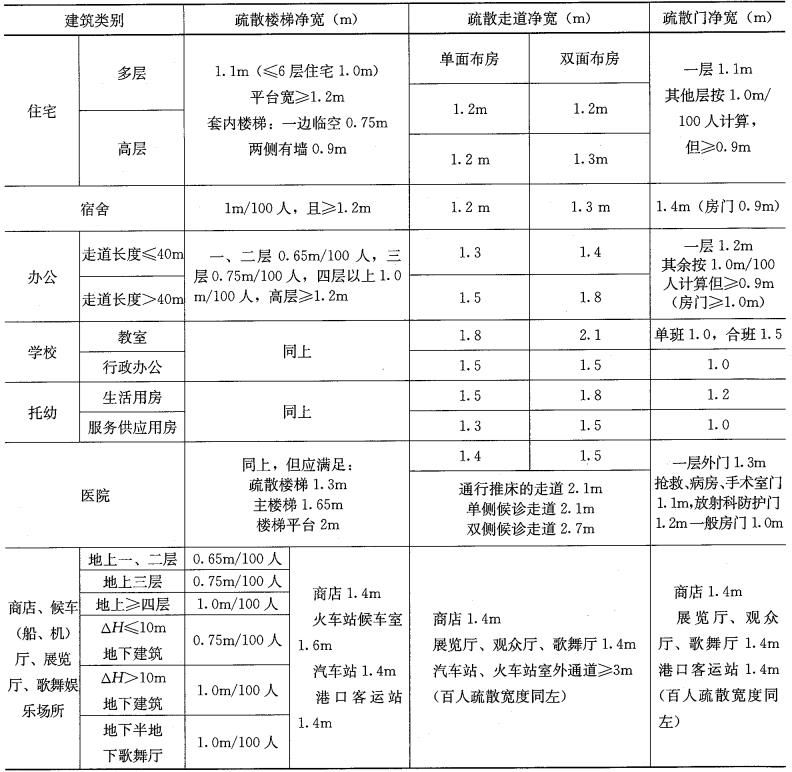 建筑类别 疏散楼梯净宽（m） 疏散走道净宽（m） 疏散门净宽（m）
住宅
多层
高层
1.1m（≤6层住宅1.0m）
平台宽≥1.2m
套内楼梯：一边临空0.75m
两侧有墙0.9m
单面布房 双面布房
1.2m 1.2m
1.2 m 1.3m
一层1.1m
其他层按1.0m/
100人计算，
但≥0.9m
宿舍 1m/100人，且≥1.2m 1.2 m 1.3 m 1.4m（房门0.9m）
办公
走道长度≤40m
走道长度>40m
一、二层0.65m/100人，三
层0.75m/100人，四层以上1.0
m/100人，高层≥1.2m
1.3 1.4
1.5 1.8
一层1.2m
其余按1.0m/100
人计算但≥0.9m
（房门≥1.0m）
学校
教室
行政办公
同上
1.8 2.1
1.5 1.5
单班1.0，合班1.5
1.0
托幼
生活用房
服务供应用房
同上
1.5 1.8
1.3 1.5
1.2
1.0
医院
同上，但应满足：
疏散楼梯1.3m
主楼梯1.65m
楼梯平台2m
1.4 1.5
通行推床的走道2.1m
单侧候诊走道2.1m
双侧候诊走道2.7m
一层外门1.3m
抢救、病房、手术室门
1.1m，放射科防护门
1.2m一般房门1.0m
商店、候车
（船、机）
厅、展览
厅、歌舞娱
乐场所
地上一、二层 0.65m/100人
地上三层 0.75m/100人
地上≥四层 1.0m/100人
ΔH≤10m
地下建筑
0.75m/100人
ΔH>10m
地下建筑
1.0m/100人
地下半地
下歌舞厅
1.0m/100人
商店1.4m
火车站候车室
1.6m
汽车站1.4m
港口客运站
1.4m
商店1.4m
展览厅、观众厅、歌舞厅1.4m
汽车站、火车站室外通道≥3m
（百人疏散宽度同左）
商店1.4m
展览厅、观众
厅、歌舞厅1.4m
港口客运站1.4m
（百人疏散宽度同
左）